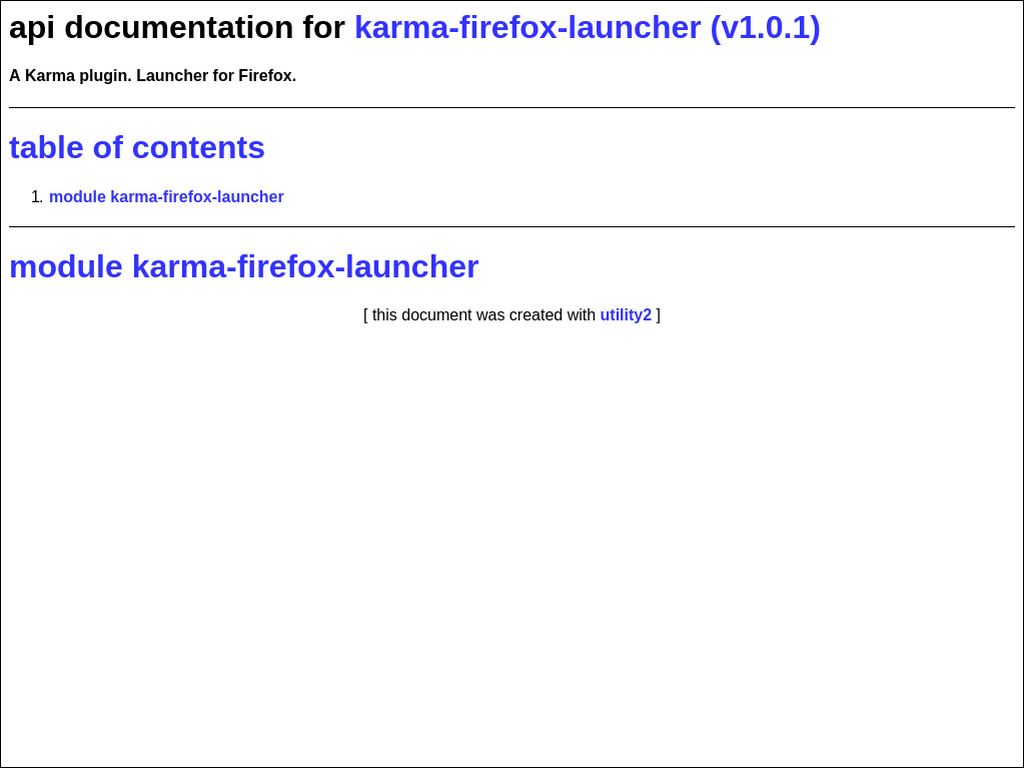 api documentation for karma-firefox-launcher (v1.0.1)
A Karma plugin. Launcher for Firefox.
table of contents
1. module karma-firefox-launcher
module karma-firefox-launcher
[ this document was created with utility2 ]